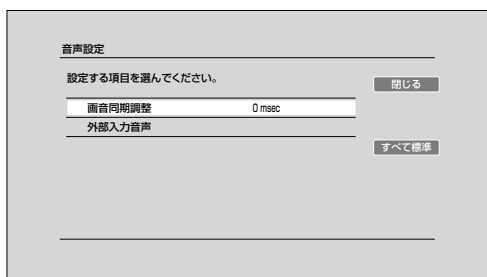 音声設定
設定する項目を選んでください。
閉じる
画音同期調整 0 msec
外部入力音声
すべて標準